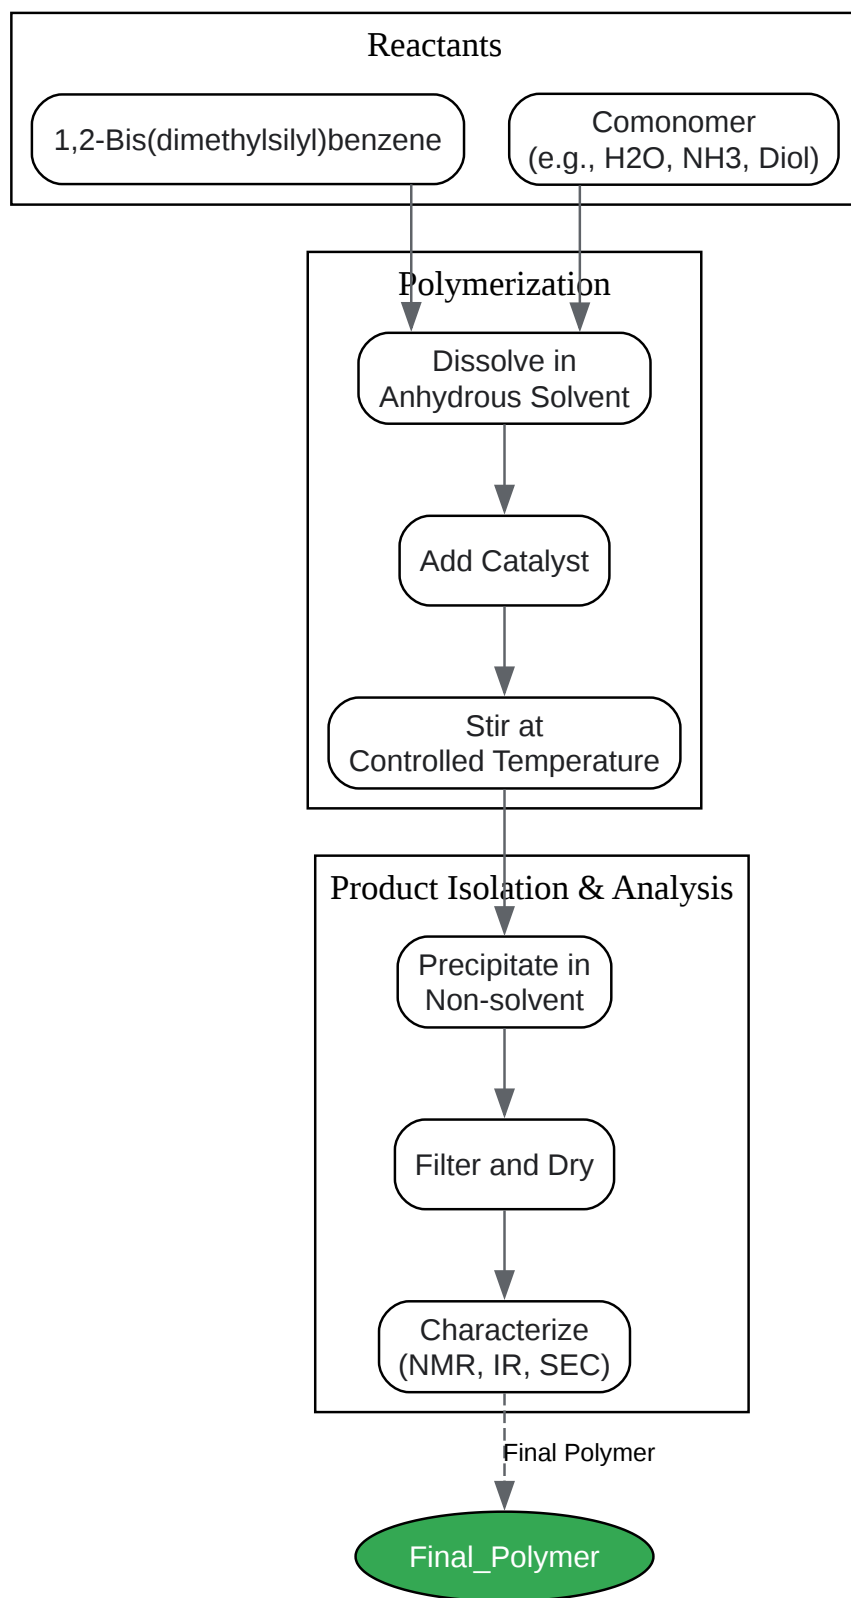 Reactants
1,2-Bis(dimethylsilyl)benzene
Comonomer
(e.g., H2O, NH3, Diol)
Polymerization
Dissolve in
Anhydrous Solvent
Add Catalyst
Stir at
Controlled Temperature
Product Isolation & Analysis
Precipitate in
Non-solvent
Filter and Dry
Characterize
(NMR, IR, SEC)
Final Polymer
Final_Polymer